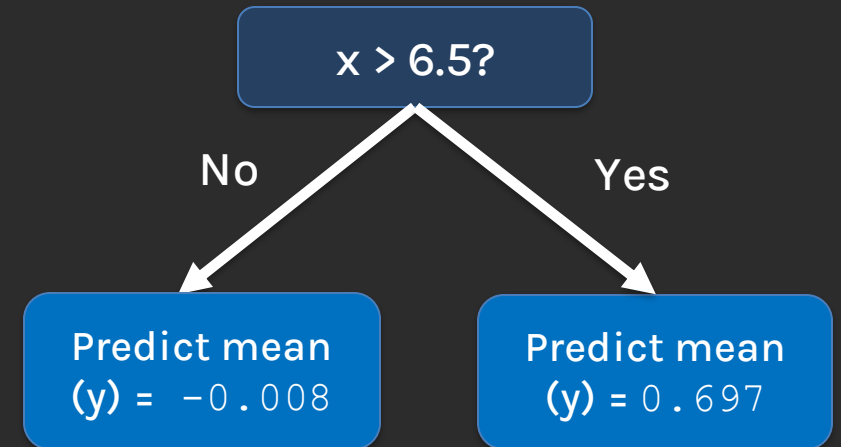 x > 6.5?
No
Yes
Predict mean
(y) = -0.008
Predict mean
(y) = 0.697